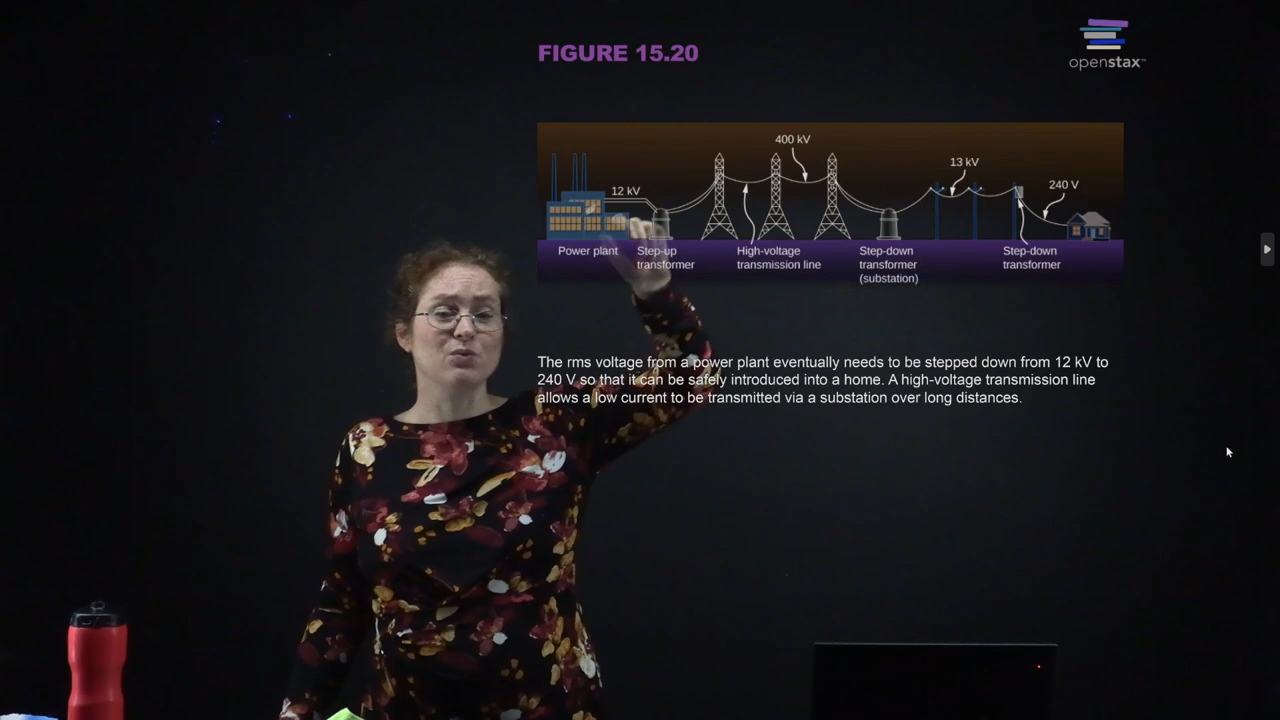 FIGURE 15.20
openstax™
400 kV
13 kV
12 kV
240 V
Power plant
Step-up
transformer
High-voltage
transmission line
Step-down
transformer
(substation)
Step-down
transformer
The rms voltage from a power plant eventually needs to be stepped down from 12 kV to
240 V so that it can be safely introduced into a home. A high-voltage transmission line
allows a low current to be transmitted via a substation over long distances.